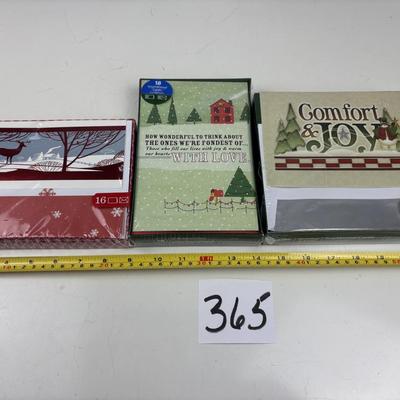 16
18
HOW WONDERFUL TO THINK ABOUT
THE ONES WE'RE FONDEST OF...
Those who fill our lives with joy & warm
our hearts WITH LOVE
Comfort
& JOY
365